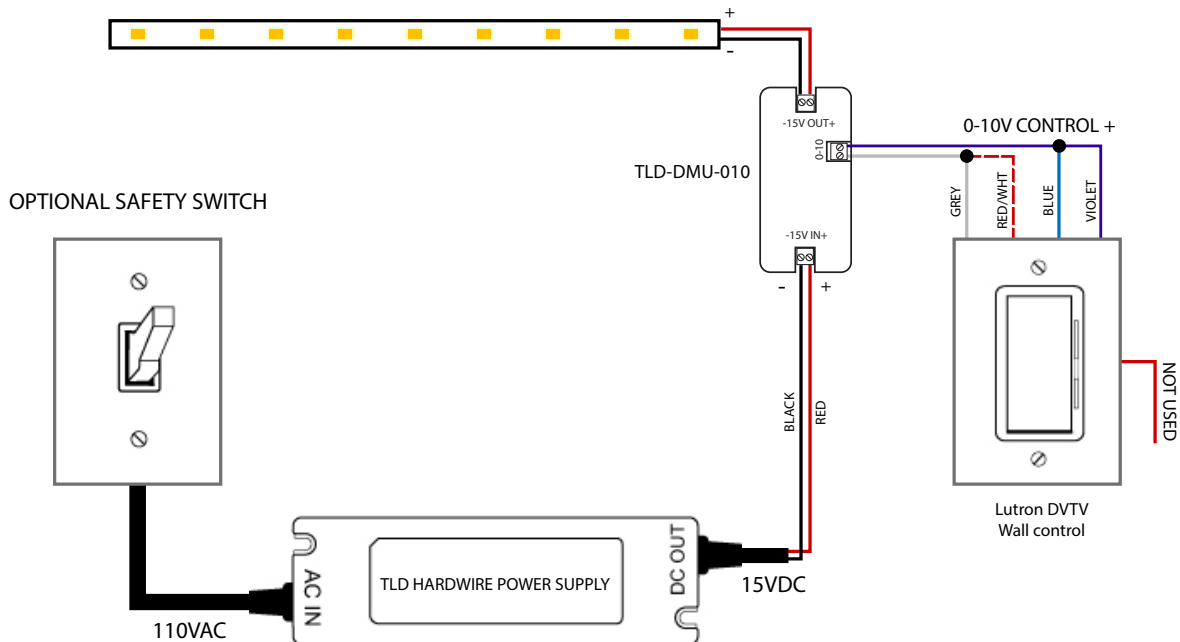 +
-
-15V OUT+
0-10
0-10V CONTROL +
TLD-DMU-010
GREY
RED/WHT
BLUE
VIOLET
OPTIONAL SAFETY SWITCH
-15V IN+
- +
NOT USED
BLACK
RED
Lutron DVTV
Wall control
AC IN
TLD HARDWIRE POWER SUPPLY
DC OUT
15VDC
110VAC